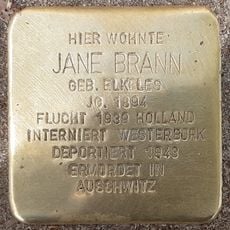 HIER WOHNTE
JANE BRANN
GEB. ELKELES
JG. 1894
FLUCHT 1939 HOLLAND
INTERNIERT WESTERBORK
DEPORTIERT 1943
ERMORDET IN
AUSCHWITZ